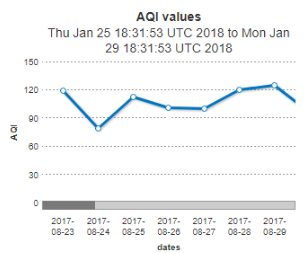 AQI values
Thu Jan 25 18:31:53 UTC 2018 to Mon Jan
29 18:31:53 UTC 2018
150
120
90
60
30
0
AQI
2017- 2017- 2017- 2017- 2017- 2017- 2017-
08-23 08-24 08-25 08-26 08-27 08-28 08-29
dates